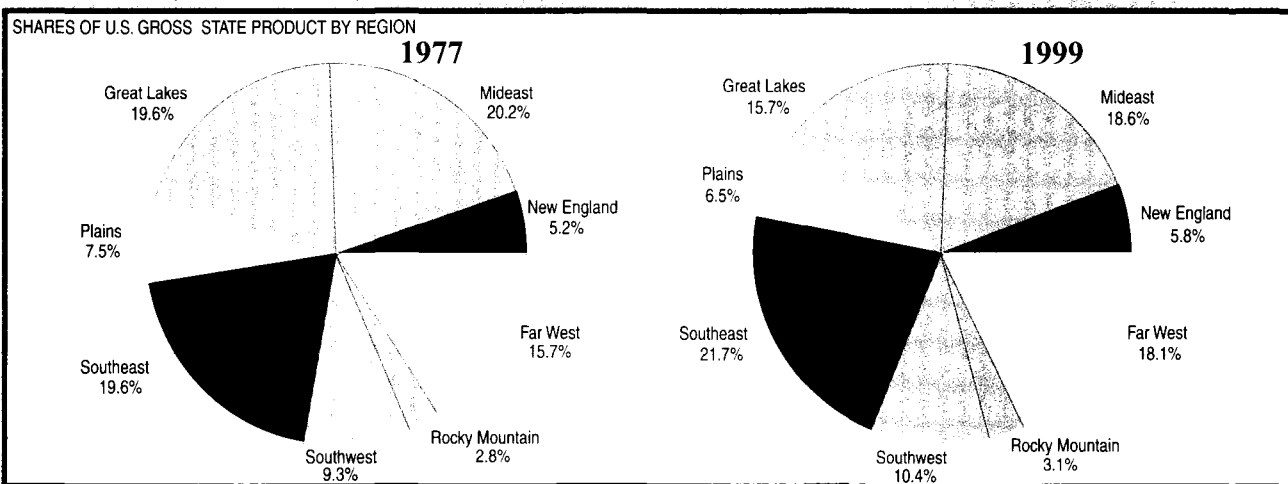 SHARES OF U.S. GROSS STATE PRODUCT BY REGION
1977
Great Lakes
19.6%
Mideast
20.2%
Plains
7.5%
New England
5.2%
Southeast
19.6%
Far West
15.7%
Southwest
9.3%
Rocky Mountain
2.8%
1999
Great Lakes
15.7%
Mideast
18.6%
Plains
6.5%
New England
5.8%
Southeast
21.7%
Far West
18.1%
Southwest
10.4%
Rocky Mountain
3.1%